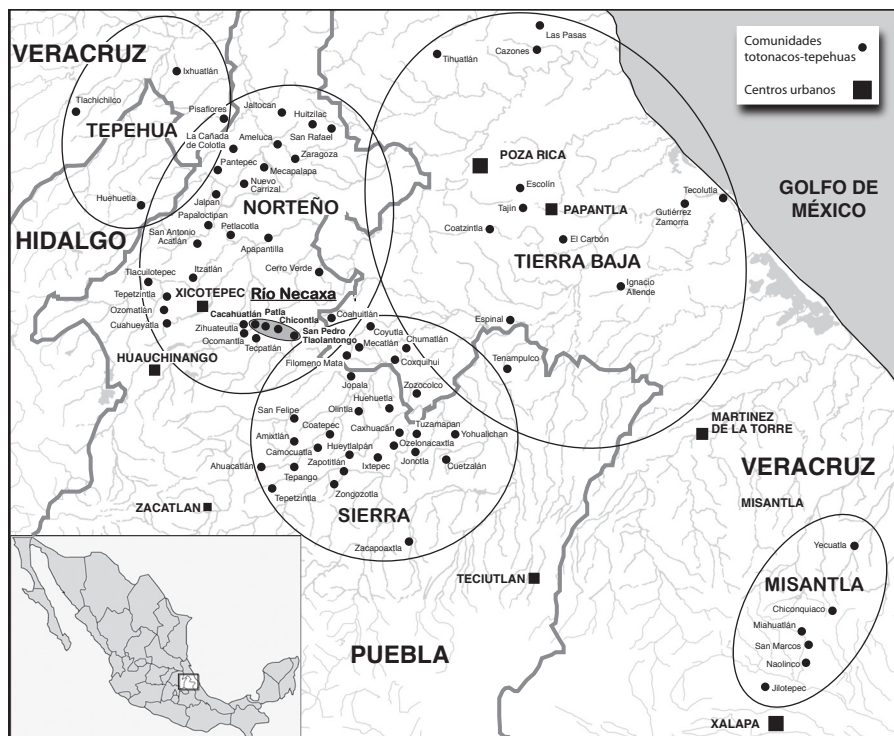 VERACRUZ
Ixhuatlán
Tlachichilco
TEPEHUA
Huehuetla
HIDALGO
Pisaflores
Jaltocan
Huitzilac
La Cañada
de Colotla
Ameluca
San Rafael
Zaragoza
Pantepec
Mecapalapa
Nuevo
Carrizal
Jalpan
NORTEÑO
Papaloctipan
San Antonio
Acatlán
Petlacotla
Apapantilla
Tlacuilotepec
Itzatlán
Cerro Verde
Tepetzintla
XICOTEPEC
Río Necaxa
Ozomatlán
Cuahueyatla
Cacahuatlán
Patla
Chicontla
Zihuateutla
San Pedro
Tlaolantongo
Ocomantla
Tecpatlán
HUAUCHINANGO
Las Pasas
Cazones
Tihuatlán
POZA RICA
Escolín
Tajín
PAPANTLA
Coatzintla
El Carbón
Tecolutla
Gutiérrez
Zamorra
TIERRA BAJA
Ignacio
Allende
Espinal
Tenampulco
Comunidades
totonacos-tepehuas
Centros urbanos
GOLFO DE
MÉXICO
Coahuitlán
Coyutla
Mecatlán
Chumatlán
Filomeno Mata
Coxquihui
Jopala
Zozocolco
Huehuetla
Olintla
San Felipe
Coatepec
Caxhuacán
Tuzamapan
Yohualichan
Amixtlán
Hueytlalpán
Ozelonacaxtla
Camocuatla
Ahuacatlán
Zapotitlán
Ixtepec
Jonotla
Cuetzalán
Tepango
Tepetzintla
Zongozotla
SIERRA
Zacapoaxtla
ZACATLAN
MARTINEZ
DE LA TORRE
VERACRUZ
MISANTLA
TECIUTLAN
PUEBLA
Yecuatla
MISANTLA
Chiconquiaco
Miahuatlán
San Marcos
Naolinco
Jilotepec
XALAPA